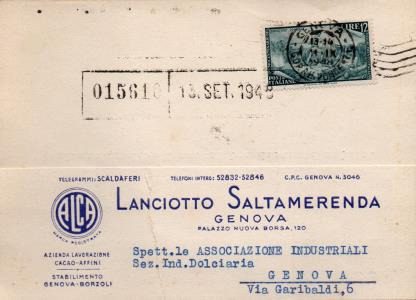 GENOVA
LIRE 12
POSTE ITALIANE
015610
13. SET. 1948
TELEGRAMMI: SCALDAFERI
TELEFONI INTERC: 52832-52846
C.P.C. GENOVA N. 3046
ALCA
MARCA REGISTRATA
LANCIOTTO SALTAMERENDA
GENOVA
PALAZZO NUOVA BORSA, 120
AZIENDA LAVORAZIONE
CACAO-AFFINI
STABILIMENTO
GENOVA-BORZOLI
Spett.le ASSOCIAZIONE INDUSTRIALI
Sez.Ind.Dolciaria
GENOVA
Via Garibaldi,6